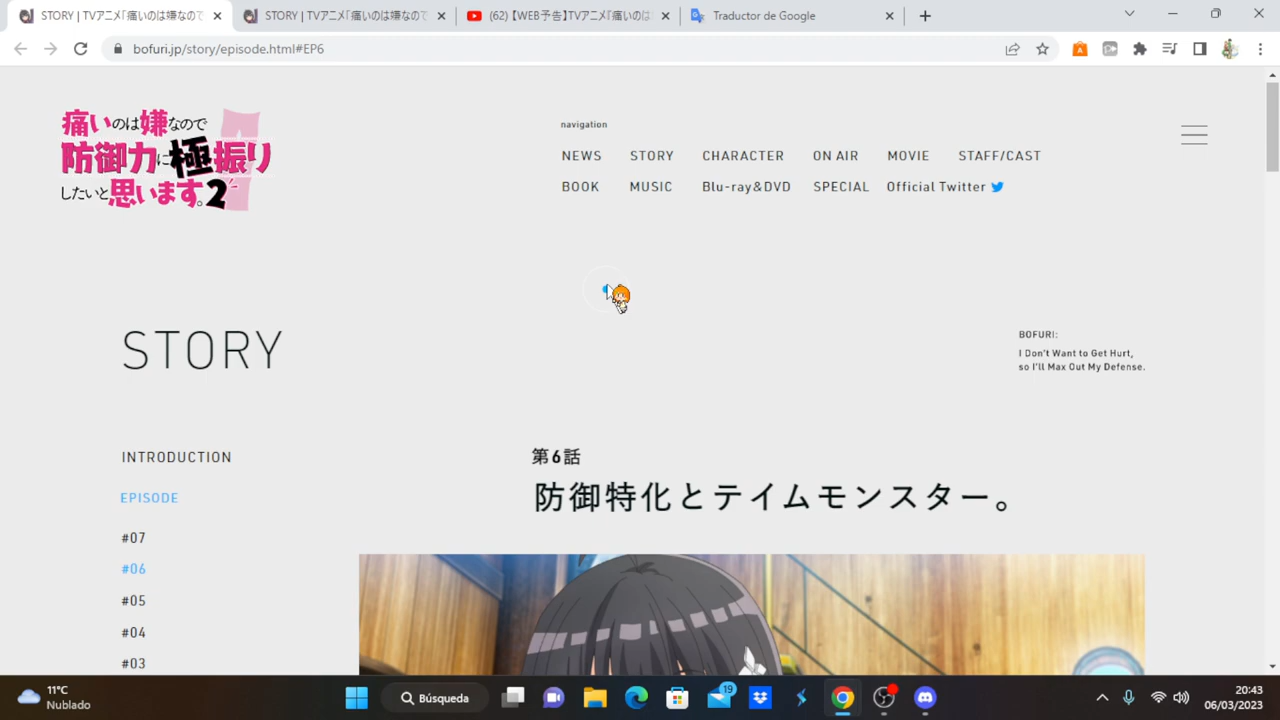 STORY | TVアニメ「痛いのは嫌なので
STORY | TVアニメ「痛いのは嫌なので
(62)【WEB予告】TVアニメ「痛いのは
Traductor de Google
bofuri.jp/story/episode.html#EP6
痛いのは嫌なので
防御力に極振り
したいと思います。2
navigation
NEWS STORY CHARACTER ON AIR MOVIE STAFF/CAST
BOOK MUSIC Blu-ray&DVD SPECIAL Official Twitter
STORY
BOFURI:
I Don't Want to Get Hurt,
so I'll Max Out My Defense.
INTRODUCTION
EPISODE
#07
#06
#05
#04
#03
第6話
防御特化とテイムモンスター。
11°C
Nublado
Búsqueda
19
20:43
06/03/2023